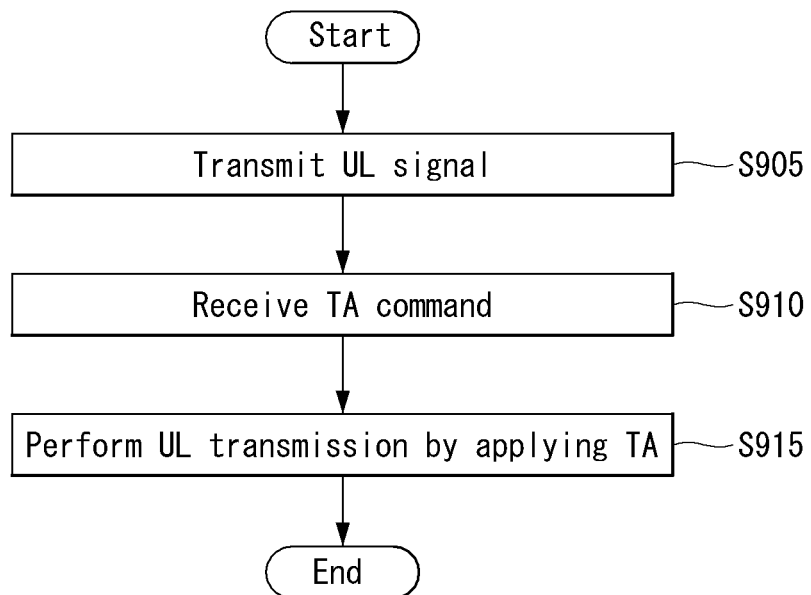 Start
Transmit UL signal
S905
Receive TA command
S910
Perform UL transmission by applying TA
S915
End